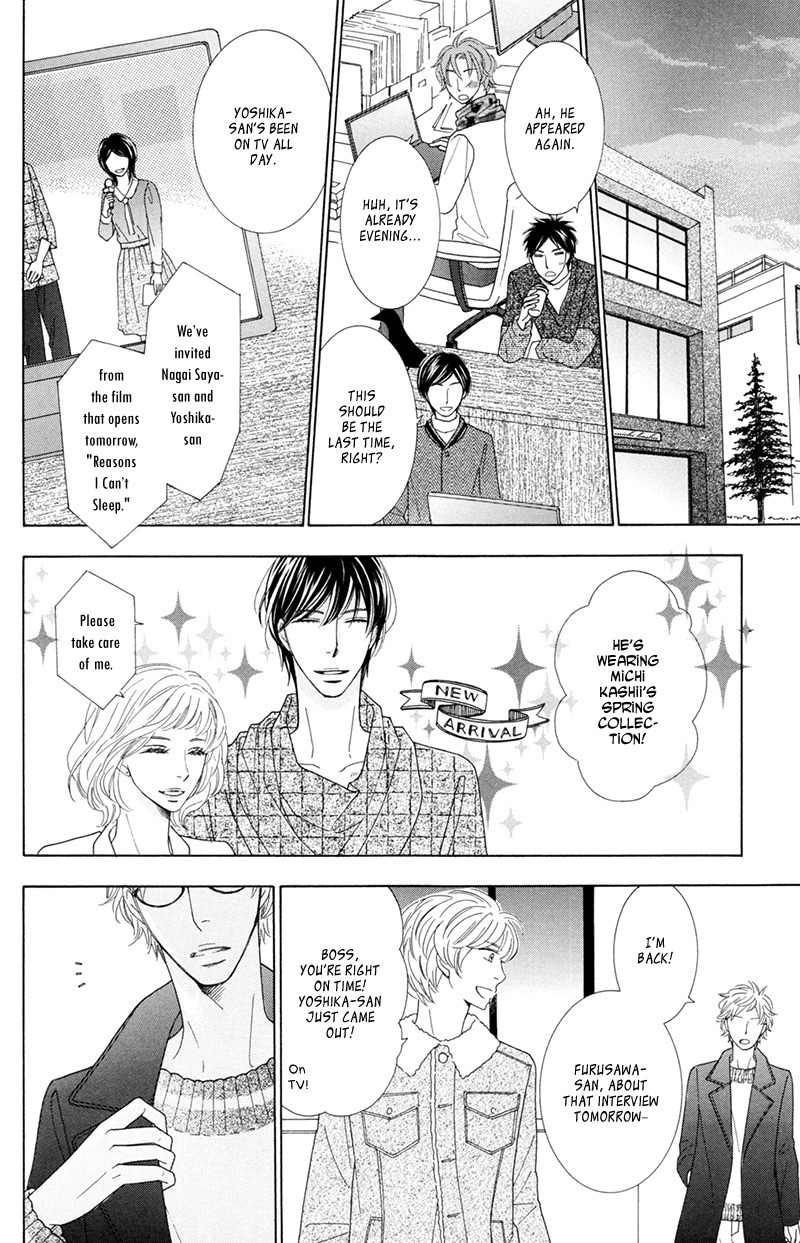 AH, HE
APPEARED
AGAIN.
HUH, IT'S
ALREADY
EVENING...
THIS
SHOULD
BE THE
LAST TIME,
RIGHT?
YOSHIKA-
SAN'S BEEN
ON TV ALL
DAY.
We've
invited
Nagai Saya-
san and
Yoshika-
san
from
the film
that opens
tomorrow,
"Reasons
I Can't
Sleep."
HE'S
WEARING
MICHI
KASHII'S
SPRING
COLLEC-
TION!
NEW
ARRIVAL
Please
take care
of me.
I'M
BACK!
FURUSAWA-
SAN, ABOUT
THAT INTERVIEW
TOMORROW–
BOSS,
YOU'RE RIGHT
ON TIME!
YOSHIKA-SAN
JUST CAME
OUT!
On
TV!